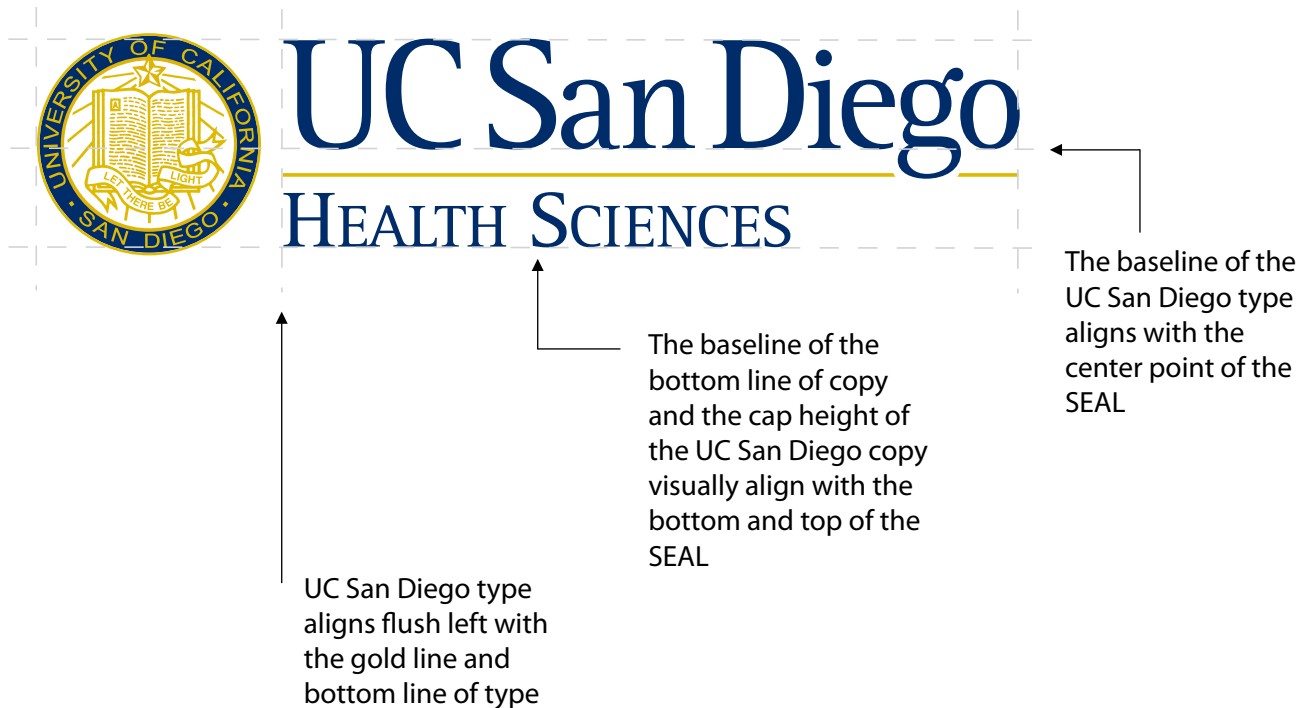 UNIVERSITY OF CALIFORNIA
SAN DIEGO
A
LET THERE BE
LIGHT
UC San Diego
HEALTH SCIENCES
The baseline of the
UC San Diego type
aligns with the
center point of the
SEAL
The baseline of the
bottom line of copy
and the cap height of
the UC San Diego copy
visually align with the
bottom and top of the
SEAL
UC San Diego type
aligns flush left with
the gold line and
bottom line of type